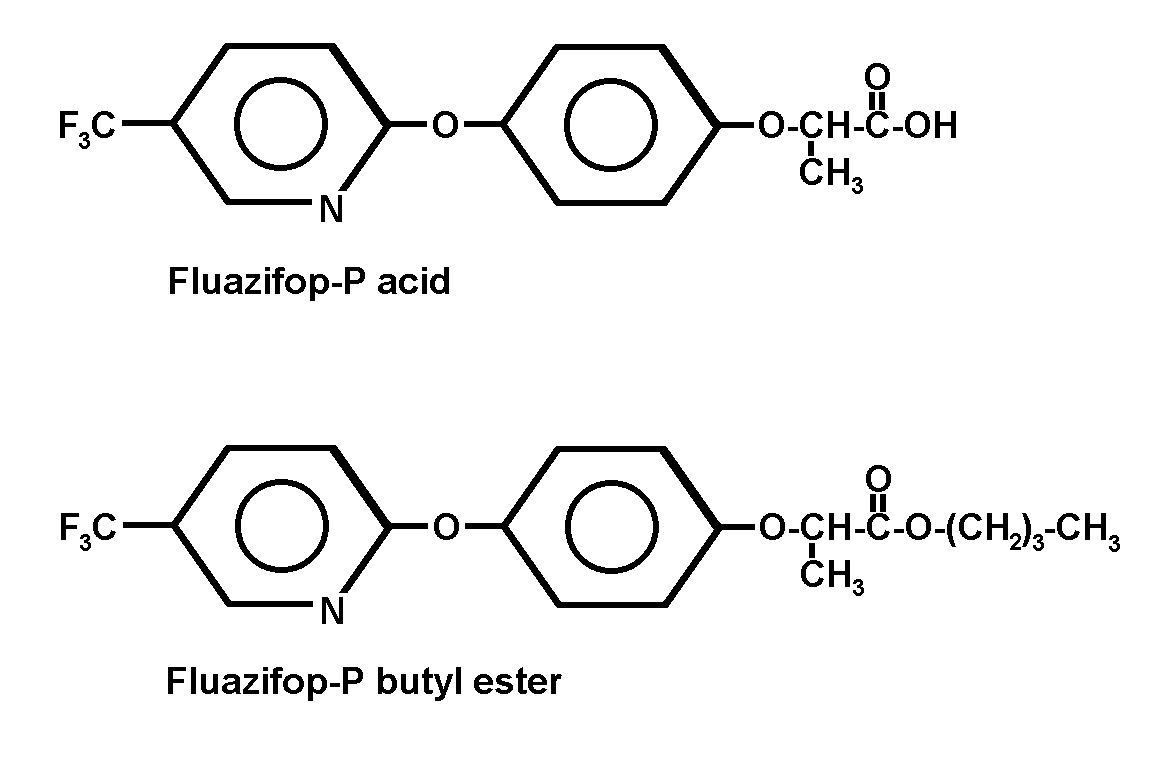 O
F3C O O-CH-C-OH
N CH3
Fluazifop-P acid
O
F3C O O-CH-C-O-(CH2)3-CH3
N CH3
Fluazifop-P butyl ester